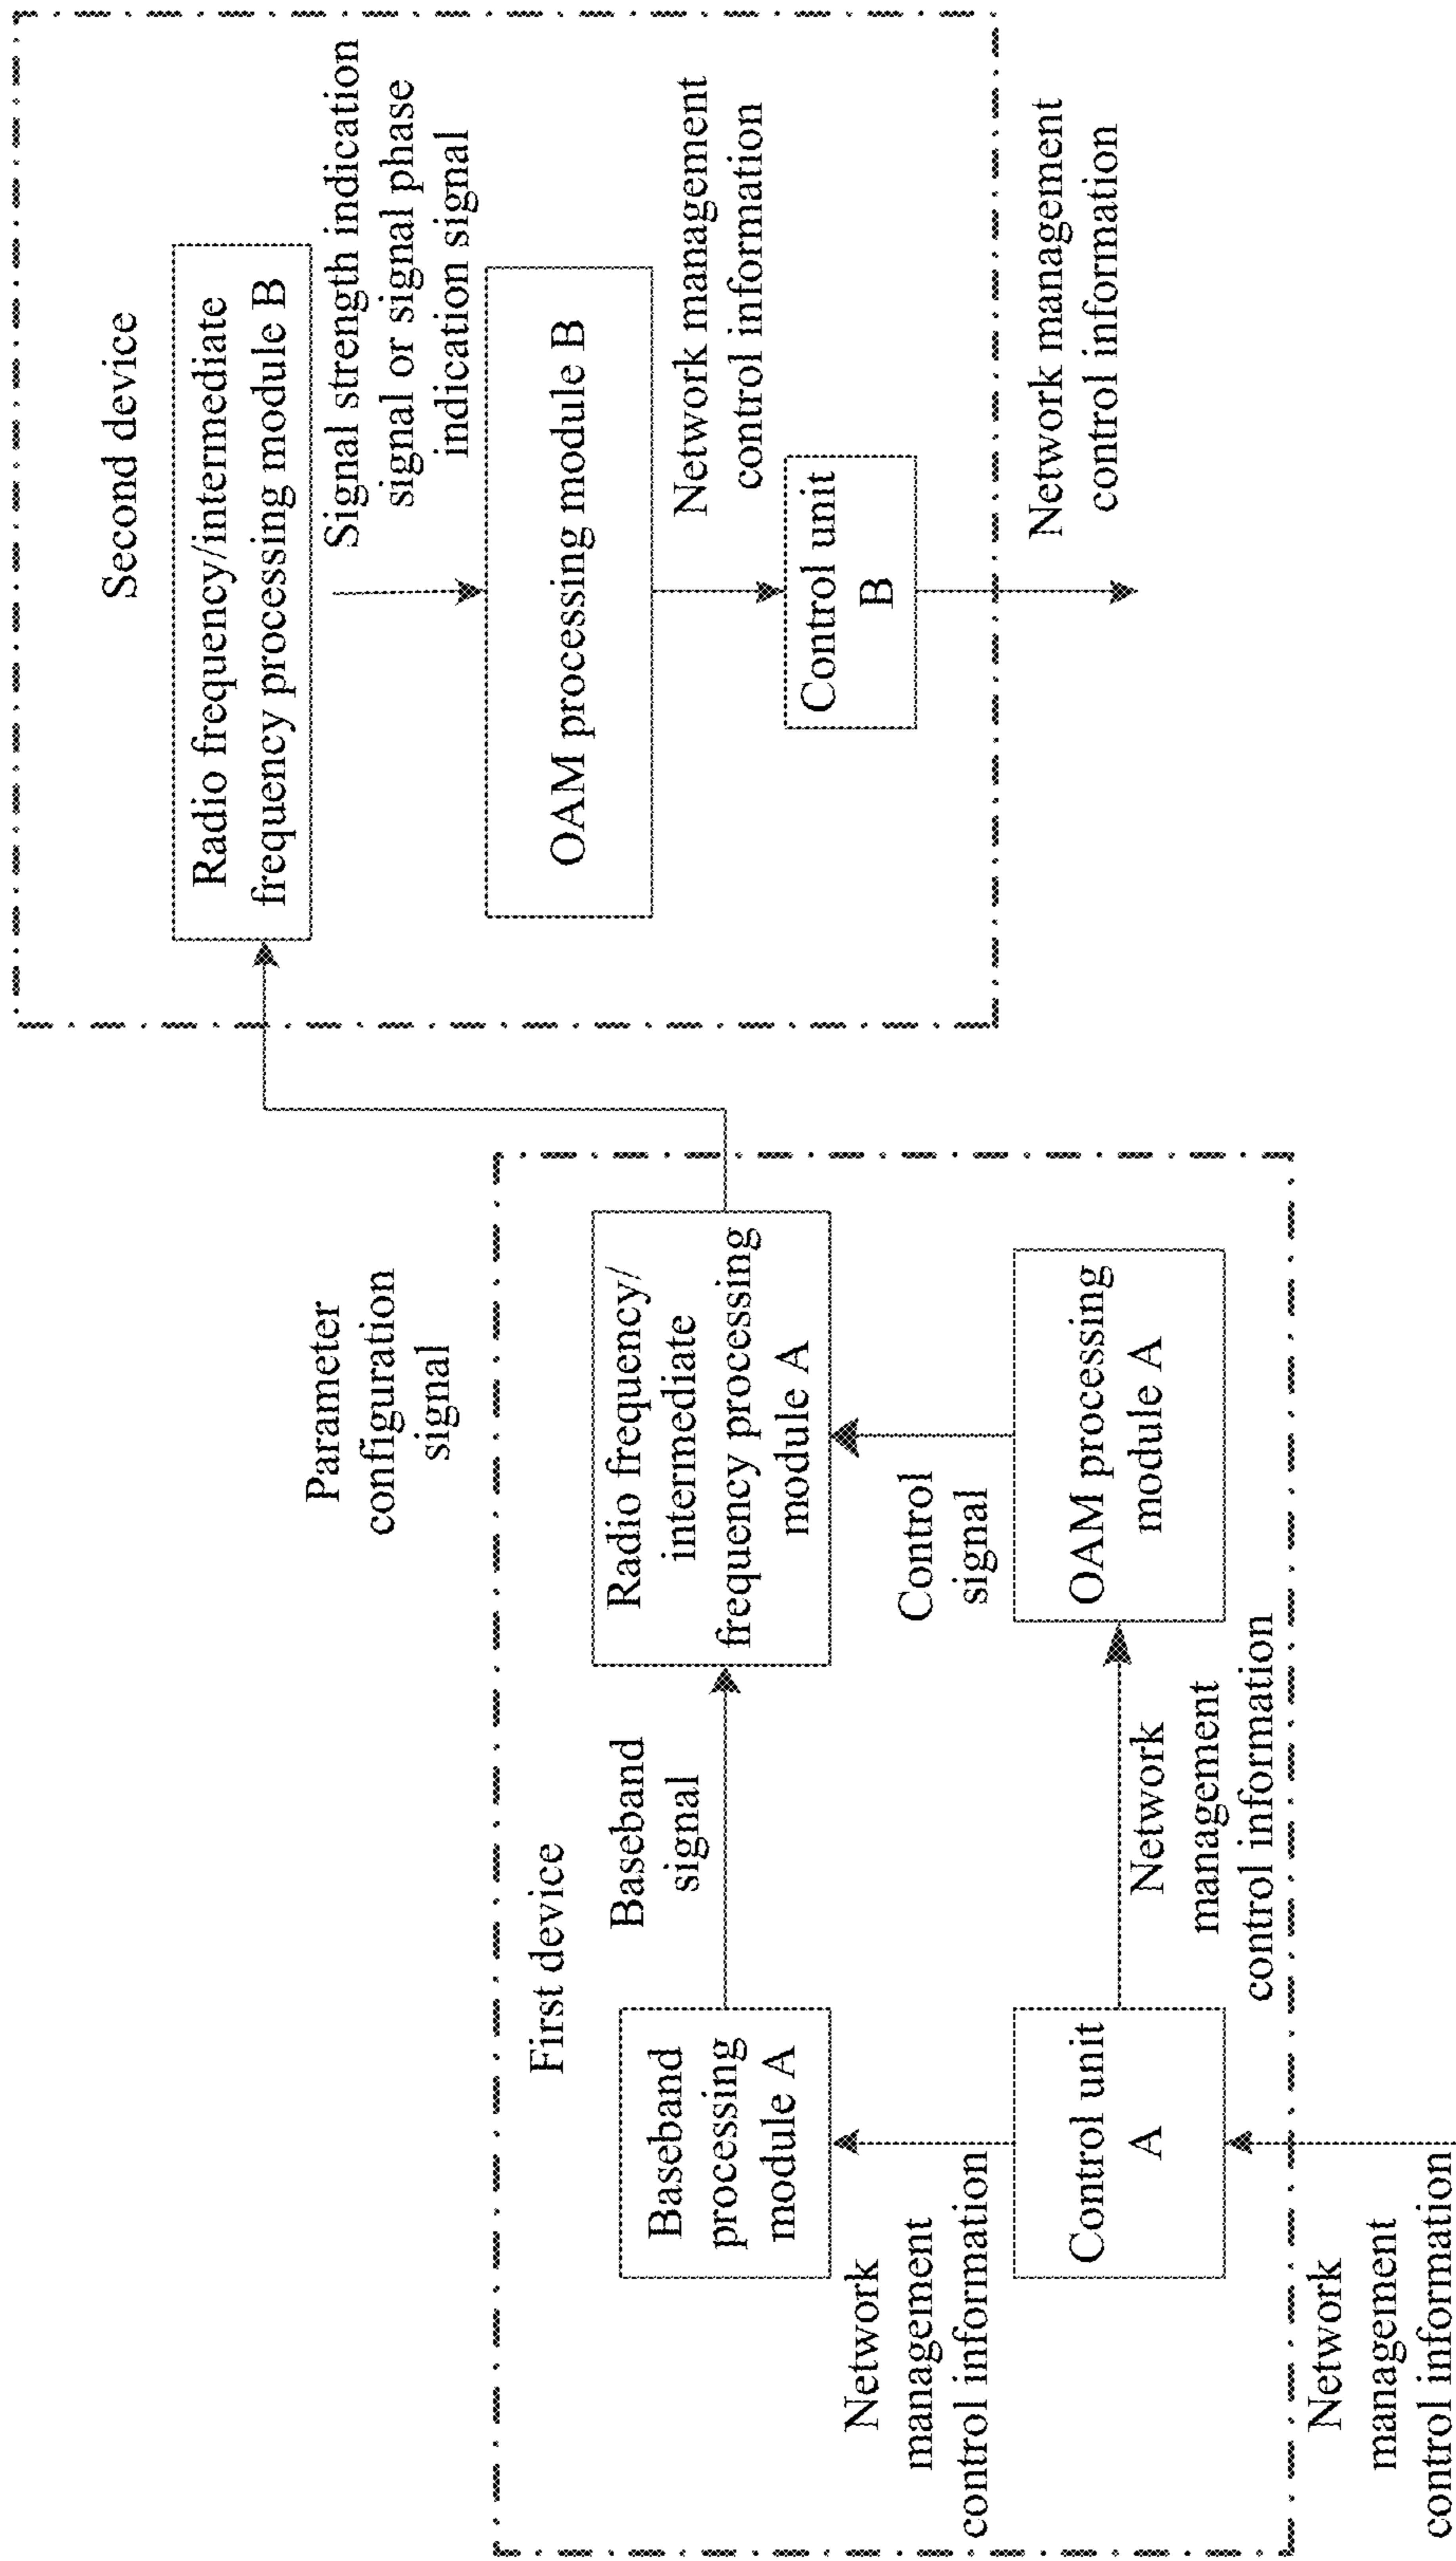 First device
Baseband
processing
module A
Baseband
signal
Radio frequency/
intermediate
frequency processing
module A
Network
management
control information
Control
signal
Control unit
A
Network
management
control information
OAM processing
module A
Network
management
control information
Parameter
configuration
signal
Second device
Radio frequency/intermediate
frequency processing module B
Signal strength indication
signal or signal phase
indication signal
OAM processing module B
Network management
control information
Control unit
B
Network management
control information